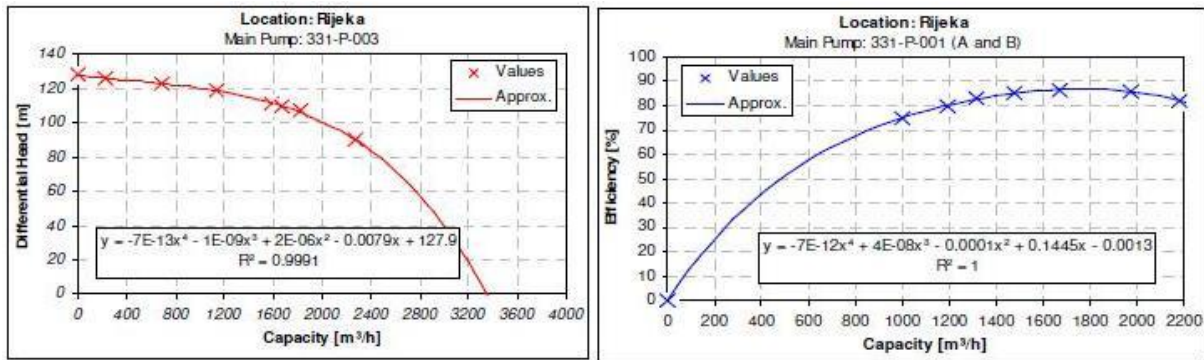 Location: Rijeka
Main Pump: 331-P-003
Differential Head [m]
140
120
100
80
60
40
20
0
Values
Approx.
y = -7E-13x⁴ - 1E-09x³ + 2E-06x² - 0.0079x + 127.9
R² = 0.9991
0 400 800 1200 1600 2000 2400 2800 3200 3600 4000
Capacity [m³/h]
Location: Rijeka
Main Pump: 331-P-001 (A and B)
Efficiency [%]
100
90
80
70
60
50
40
30
20
10
0
Values
Approx.
y = -7E-12x⁴ + 4E-08x³ - 0.0001x² + 0.1445x - 0.0013
R² = 1
0 200 400 600 800 1000 1200 1400 1600 1800 2000 2200
Capacity [m³/h]